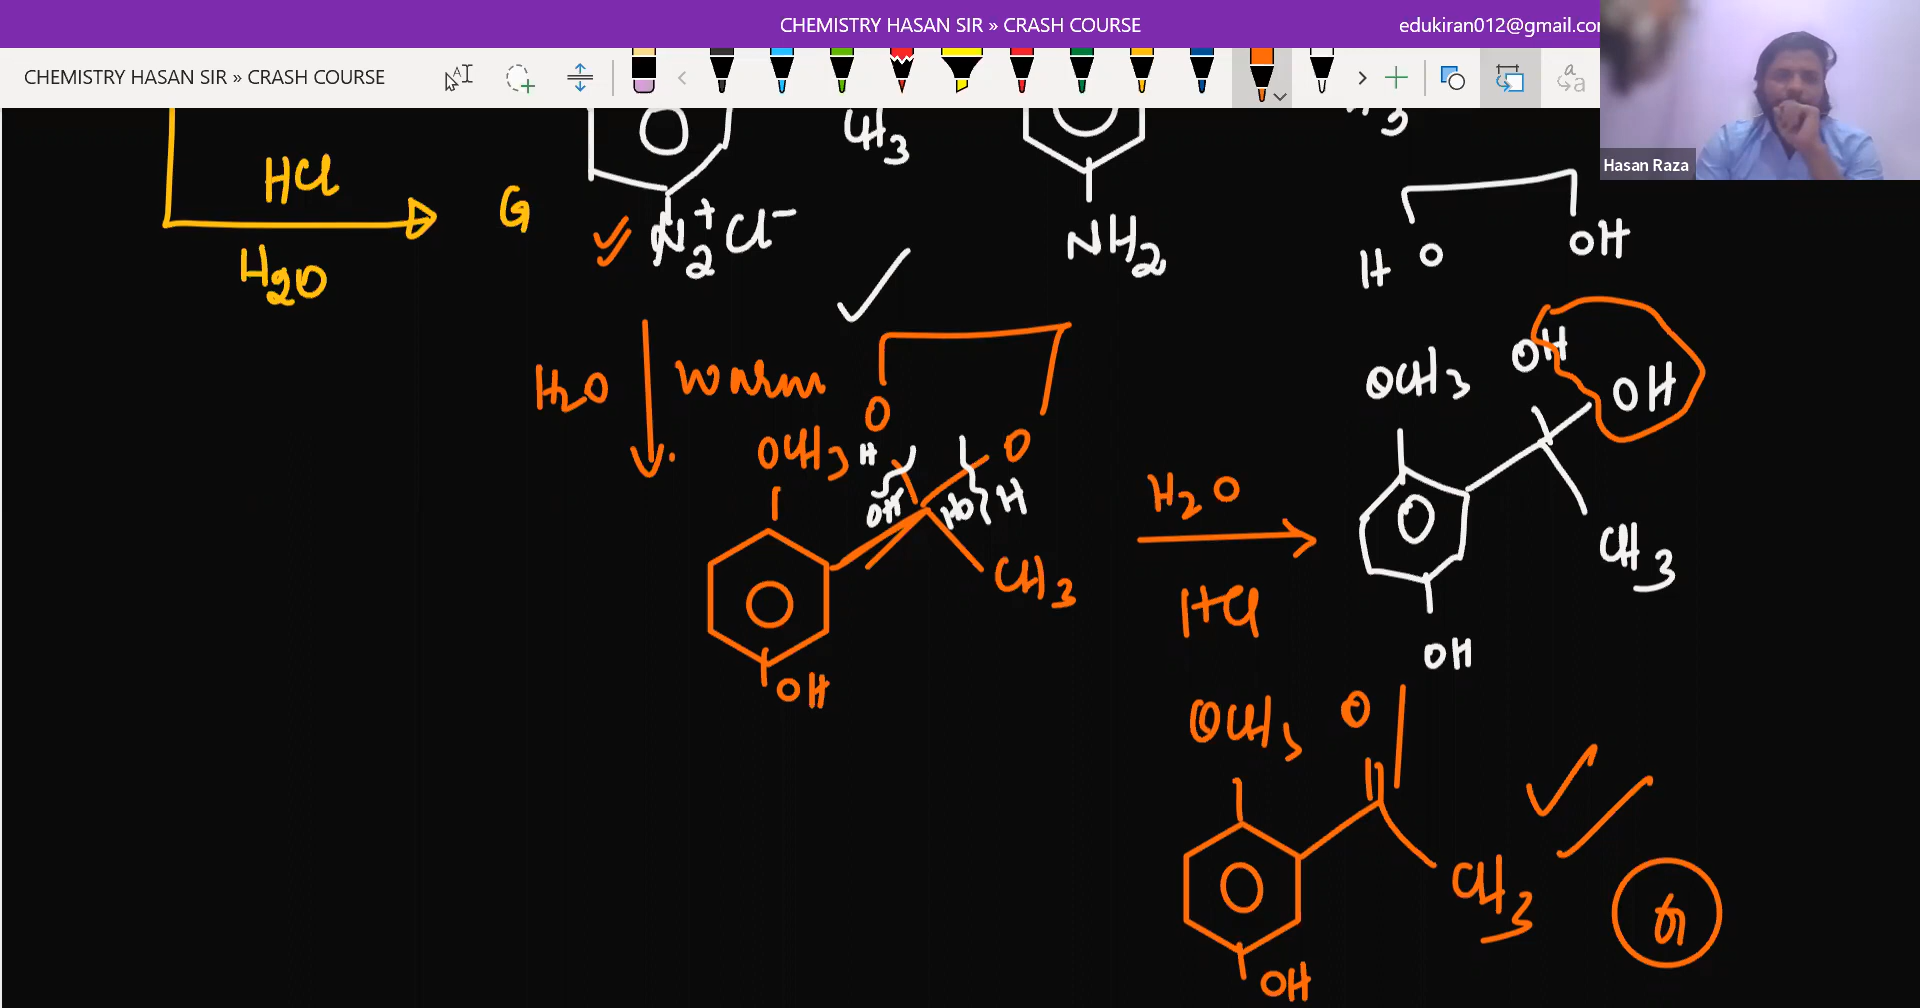 CHEMISTRY HASAN SIR » CRASH COURSE
edukiran012@gmail.co
CHEMISTRY HASAN SIR » CRASH COURSE
Hasan Raza
CH3
HCl
H2O
G
N2+Cl-
NH2
H O
OH
H2O
warm
O
O
OCH3
H
OH
HO
H
CH3
OH
H2O
HCl
OCH3
OH
OH
CH3
OH
OCH3
O
CH3
OH
G